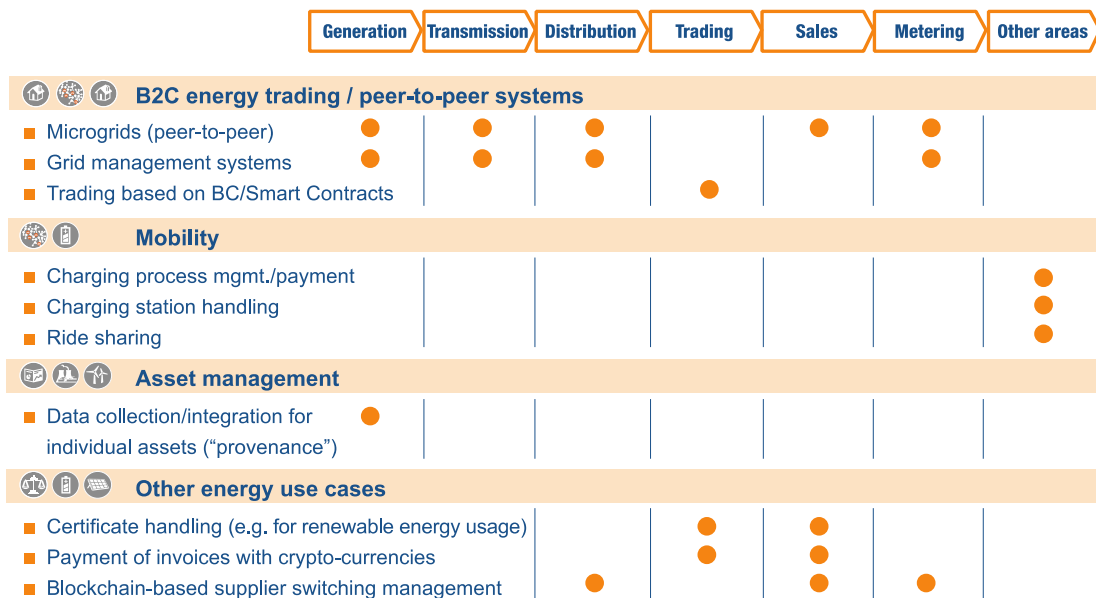 Generation Transmission Distribution Trading Sales Metering Other areas
B2C energy trading / peer-to-peer systems
Microgrids (peer-to-peer)
Grid management systems
Trading based on BC/Smart Contracts
Mobility
Charging process mgmt./payment
Charging station handling
Ride sharing
Asset management
Data collection/integration for
individual assets (“provenance”)
Other energy use cases
Certificate handling (e.g. for renewable energy usage)
Payment of invoices with crypto-currencies
Blockchain-based supplier switching management